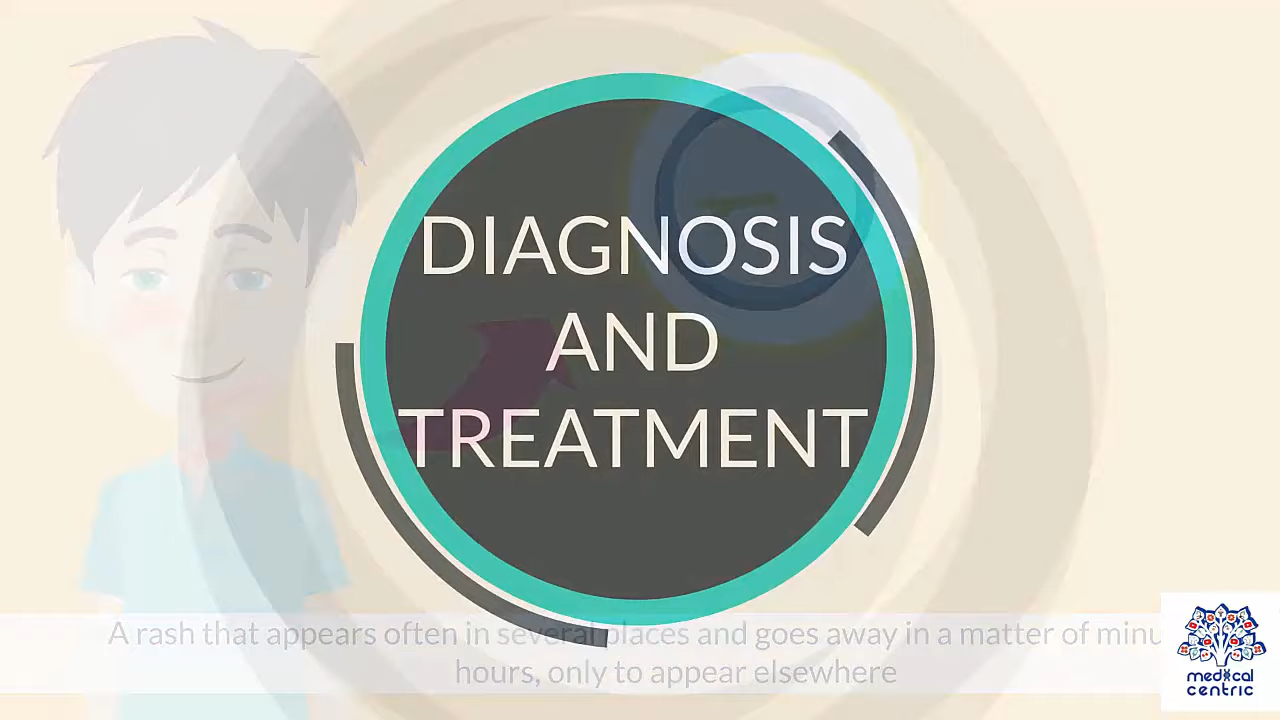 DIAGNOSIS
AND
TREATMENT
A rash that appears often in several places and goes away in a matter of
hours, only to appear elsewhere
medical
centric